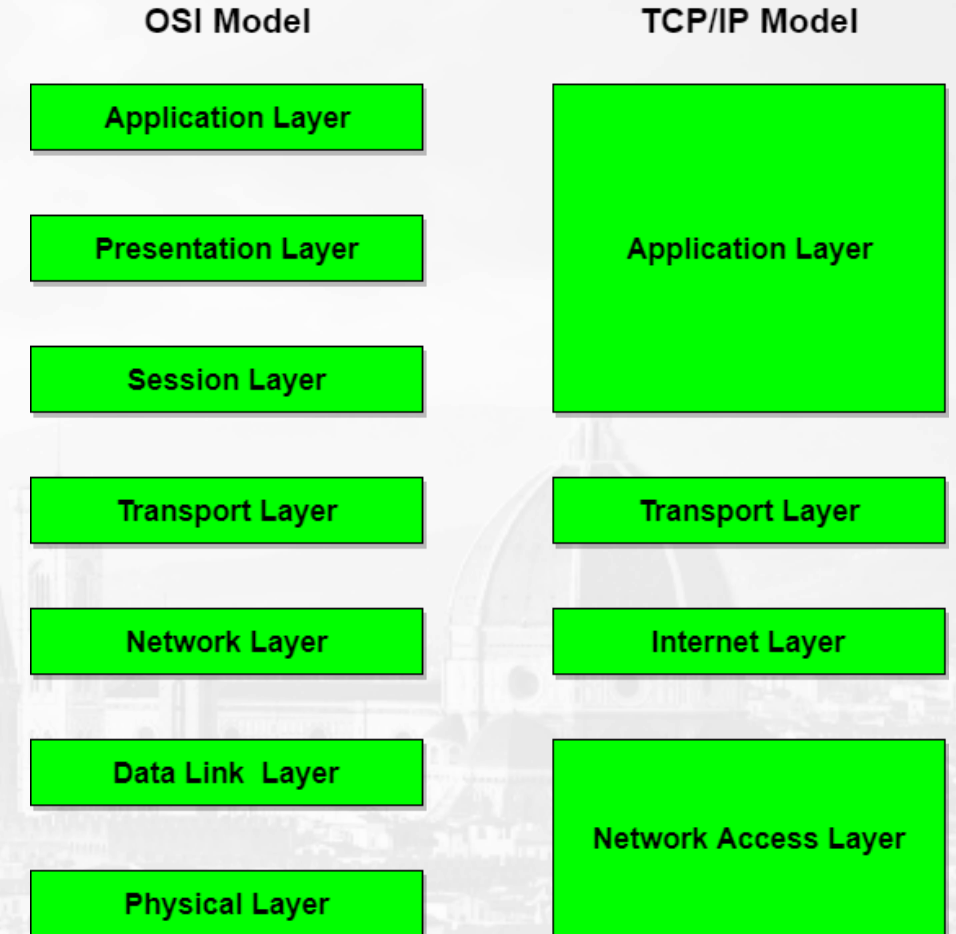 OSI Model
TCP/IP Model
Application Layer
Presentation Layer
Session Layer
Transport Layer
Network Layer
Data Link  Layer
Physical Layer
Application Layer
Transport Layer
Internet Layer
Network Access Layer